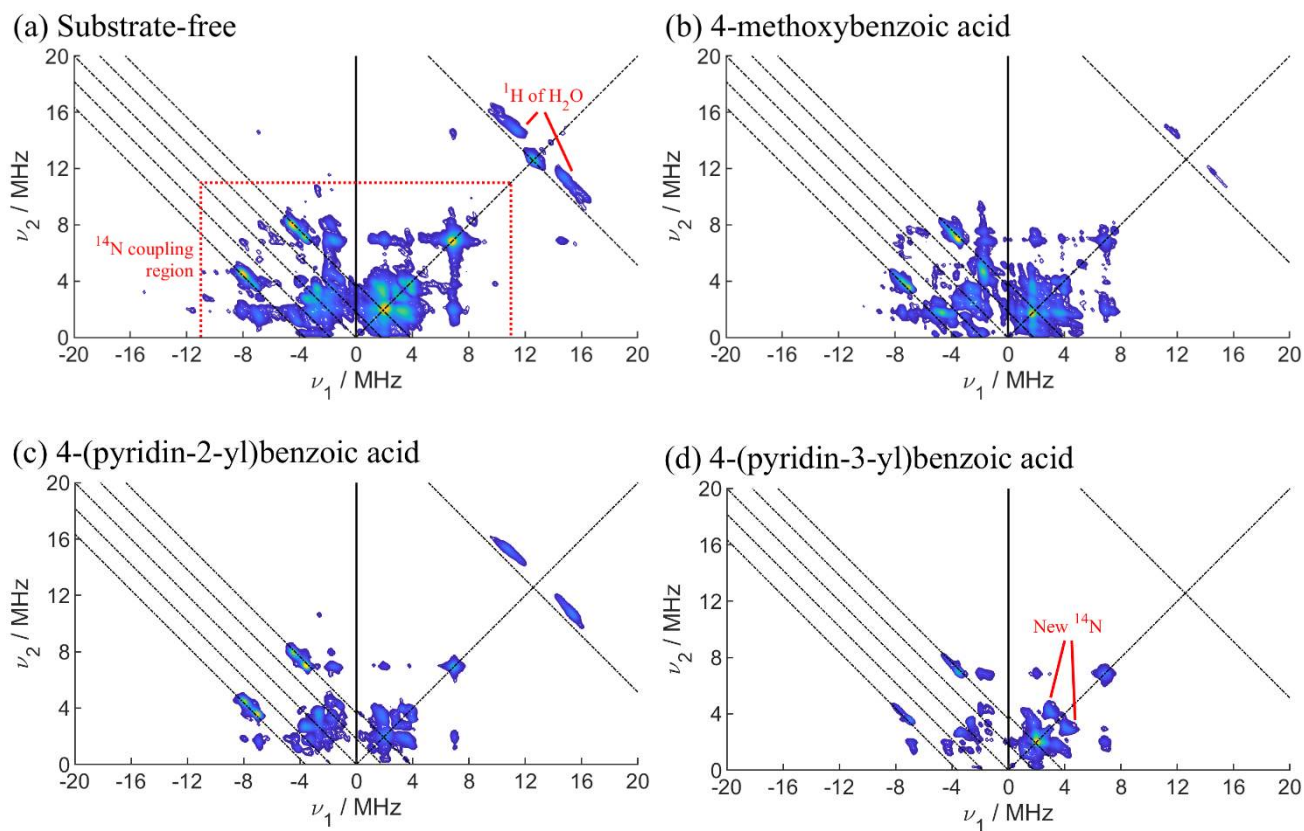 (a) Substrate-free
20
16
12
8
4
0
ν2 / MHz
-20 -16 -12 -8 -4 0 4 8 12 16 20
ν1 / MHz
1H of H2O
14N coupling
region
(b) 4-methoxybenzoic acid
20
16
12
8
4
0
ν2 / MHz
-20 -16 -12 -8 -4 0 4 8 12 16 20
ν1 / MHz
(c) 4-(pyridin-2-yl)benzoic acid
20
16
12
8
4
0
ν2 / MHz
-20 -16 -12 -8 -4 0 4 8 12 16 20
ν1 / MHz
(d) 4-(pyridin-3-yl)benzoic acid
20
16
12
8
4
0
ν2 / MHz
-20 -16 -12 -8 -4 0 4 8 12 16 20
ν1 / MHz
New 14N